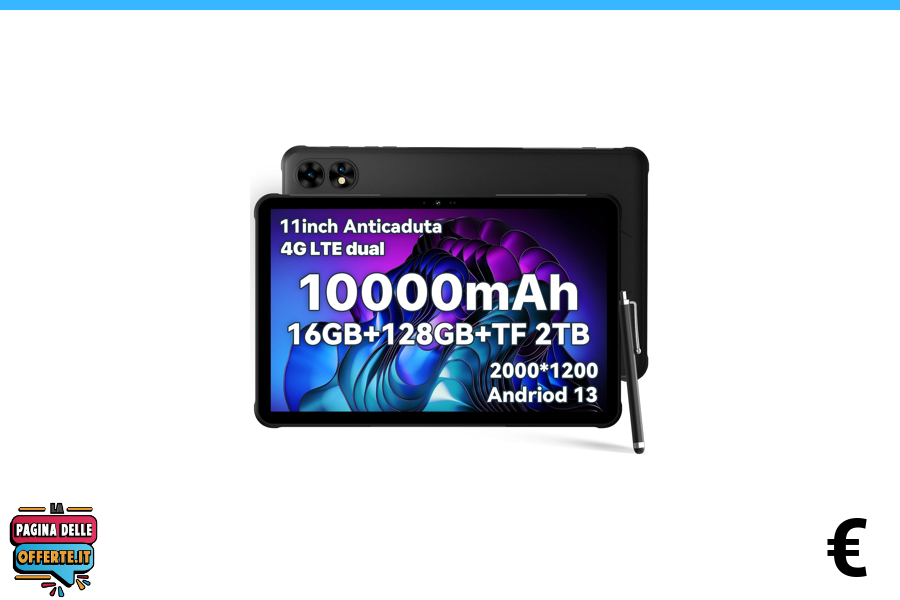 11inch Anticaduta
4G LTE dual
10000mAh
16GB+128GB+TF 2TB
2000*1200
Andriod 13
LA
PAGINA DELLE
OFFERTE.IT
€